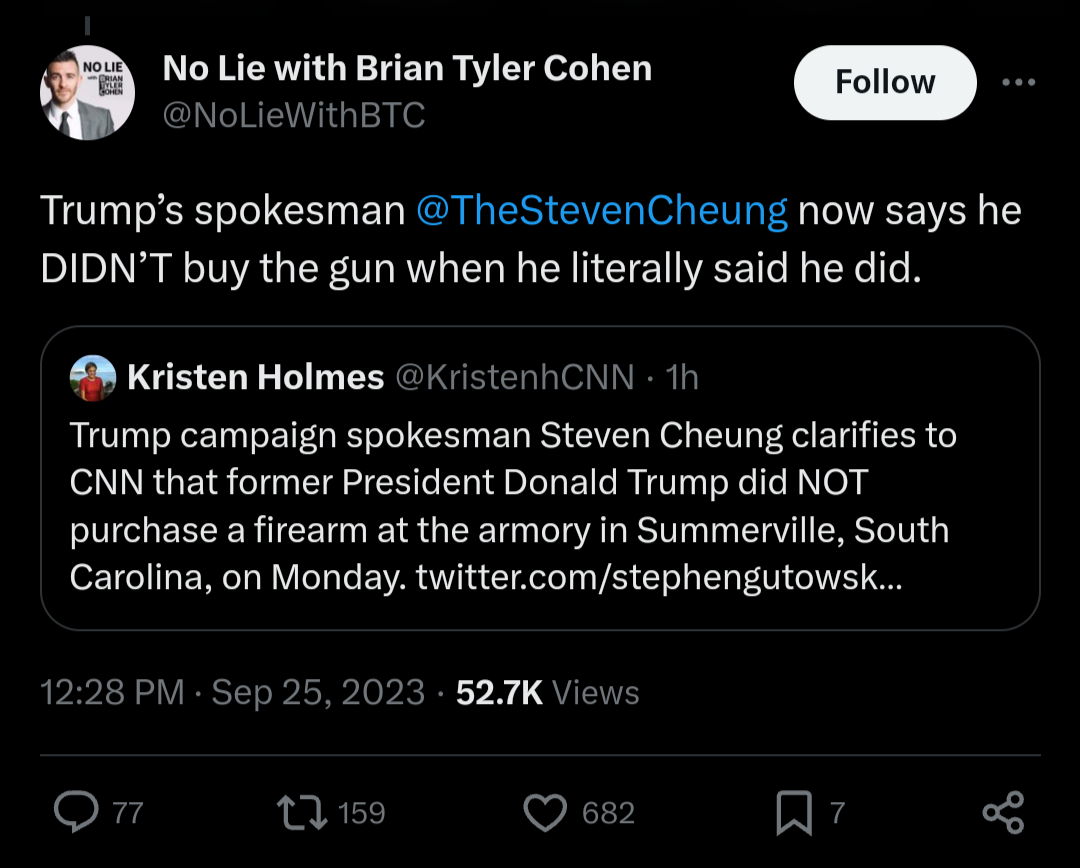 NO LIE
with BRIAN
TYLER
COHEN
No Lie with Brian Tyler Cohen
@NoLieWithBTC
Follow
Trump’s spokesman @TheStevenCheung now says he
DIDN’T buy the gun when he literally said he did.
Kristen Holmes @KristenhCNN · 1h
Trump campaign spokesman Steven Cheung clarifies to
CNN that former President Donald Trump did NOT
purchase a firearm at the armory in Summerville, South
Carolina, on Monday. twitter.com/stephengutowsk...
12:28 PM · Sep 25, 2023 · 52.7K Views
77 159 682 7